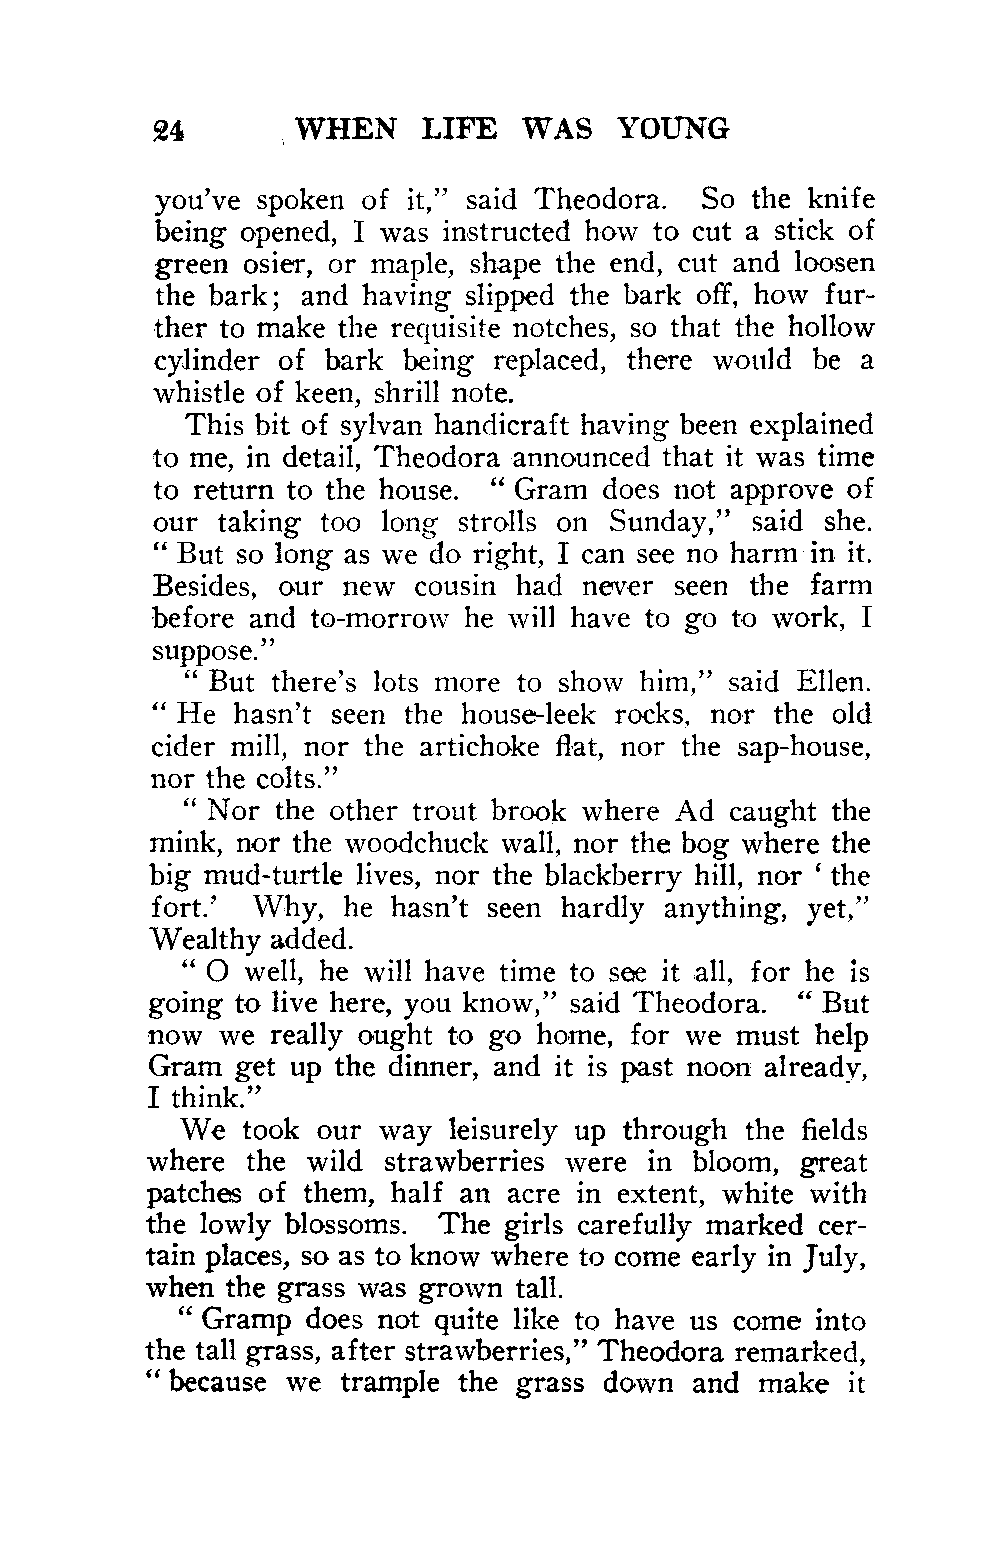 24 WHEN LIFE WAS YOUNG
you've spoken of it," said Theodora. So the knife
being opened, I was instructed how to cut a stick of
green osier, or maple, shape the end, cut and loosen
the bark; and having slipped the bark off, how fur-
ther to make the requisite notches, so that the hollow
cylinder of bark being replaced, there would be a
whistle of keen, shrill note.
This bit of sylvan handicraft having been explained
to me, in detail, Theodora announced that it was time
to return to the house. "Gram does not approve of
our taking too long strolls on Sunday," said she.
"But so long as we do right, I can see no harm in it.
Besides, our new cousin had never seen the farm
before and to-morrow he will have to go to work, I
suppose."
"But there's lots more to show him," said Ellen.
"He hasn't seen the house-leek rocks, nor the old
cider mill, nor the artichoke flat, nor the sap-house,
nor the colts."
"Nor the other trout brook where Ad caught the
mink, nor the woodchuck wall, nor the bog where the
big mud-turtle lives, nor the blackberry hill, nor 'the
fort.' Why, he hasn't seen hardly anything, yet,"
Wealthy added.
"O well, he will have time to see it all, for he is
going to live here, you know," said Theodora. "But
now we really ought to go home, for we must help
Gram get up the dinner, and it is past noon already,
I think."
We took our way leisurely up through the fields
where the wild strawberries were in bloom, great
patches of them, half an acre in extent, white with
the lowly blossoms. The girls carefully marked cer-
tain places, so as to know where to come early in July,
when the grass was grown tall.
"Gramp does not quite like to have us come into
the tall grass, after strawberries," Theodora remarked,
"because we trample the grass down and make it